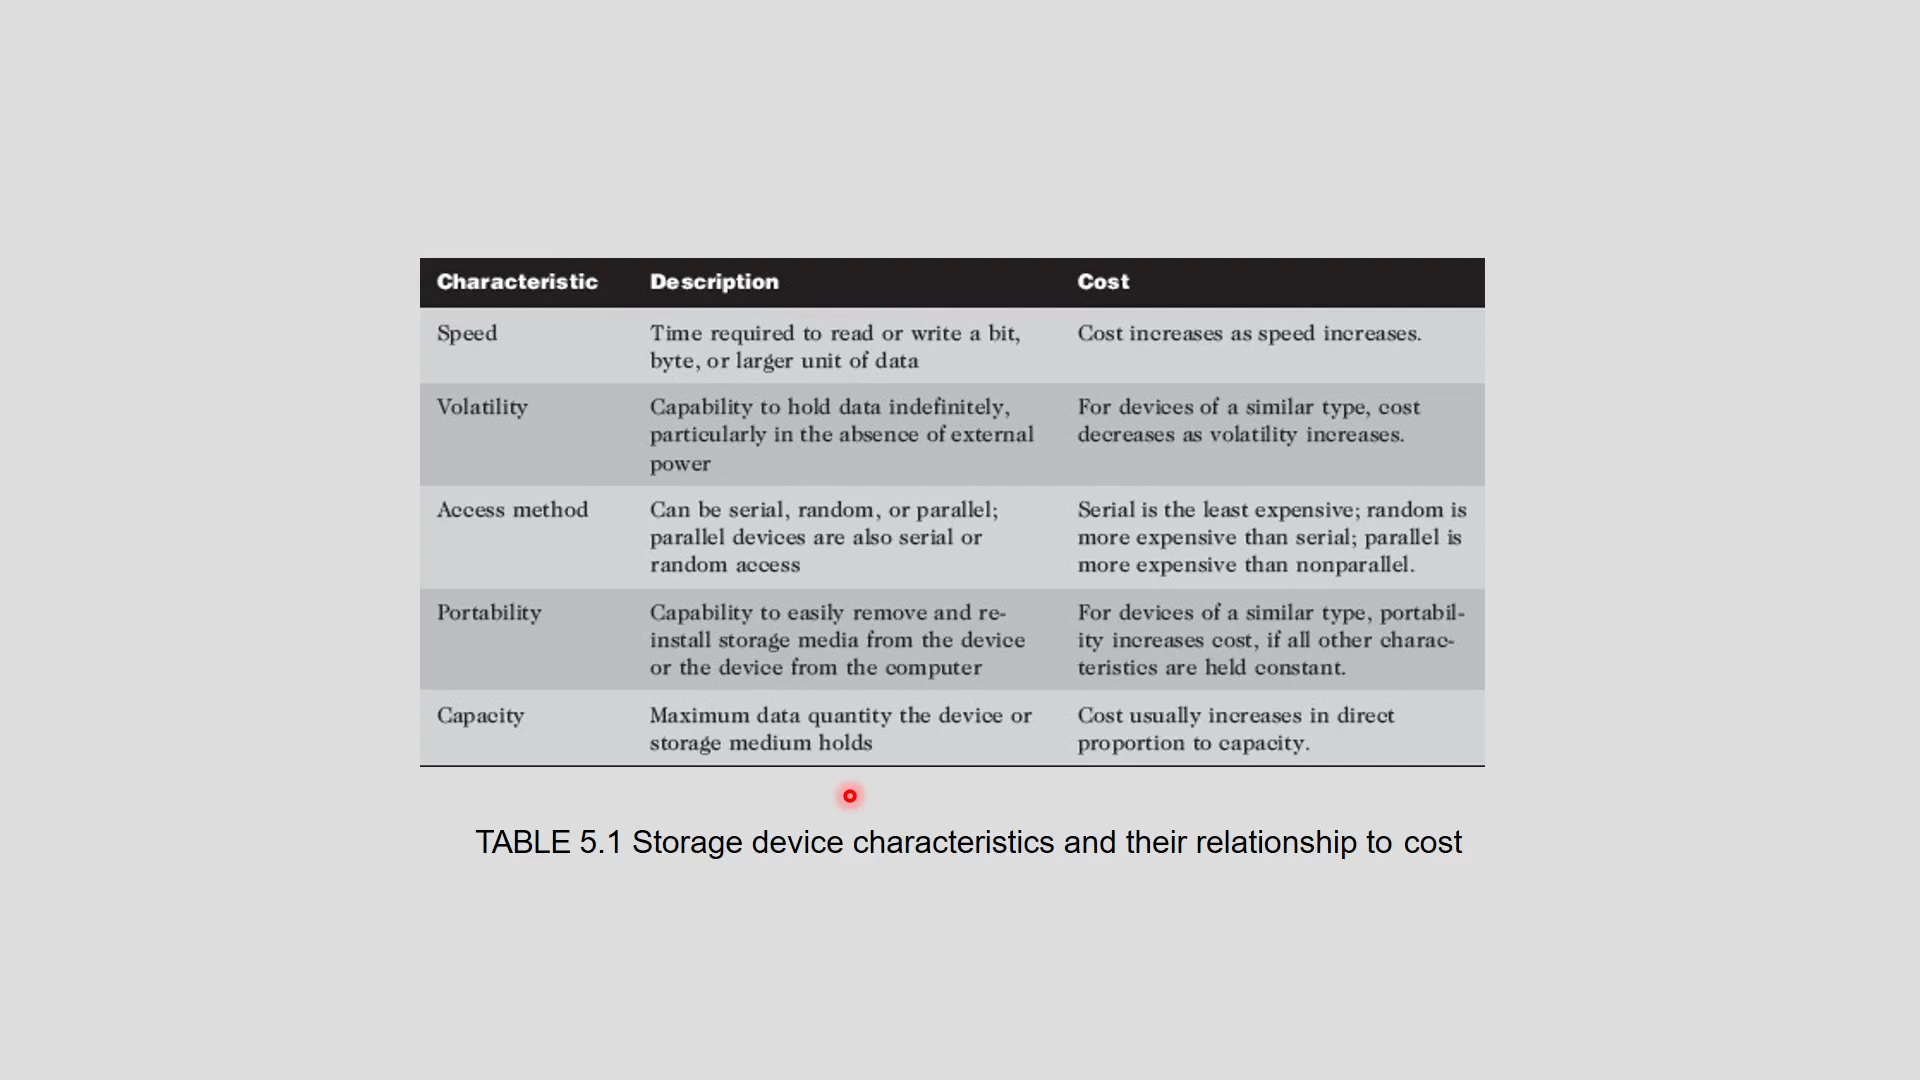 Characteristic Description Cost
Speed Time required to read or write a bit, Cost increases as speed increases.
byte, or larger unit of data
Volatility Capability to hold data indefinitely, For devices of a similar type, cost
particularly in the absence of external decreases as volatility increases.
power
Access method Can be serial, random, or parallel; Serial is the least expensive; random is
parallel devices are also serial or more expensive than serial; parallel is
random access more expensive than nonparallel.
Portability Capability to easily remove and re- For devices of a similar type, portabil-
install storage media from the device ity increases cost, if all other charac-
or the device from the computer teristics are held constant.
Capacity Maximum data quantity the device or Cost usually increases in direct
storage medium holds proportion to capacity.
TABLE 5.1 Storage device characteristics and their relationship to cost